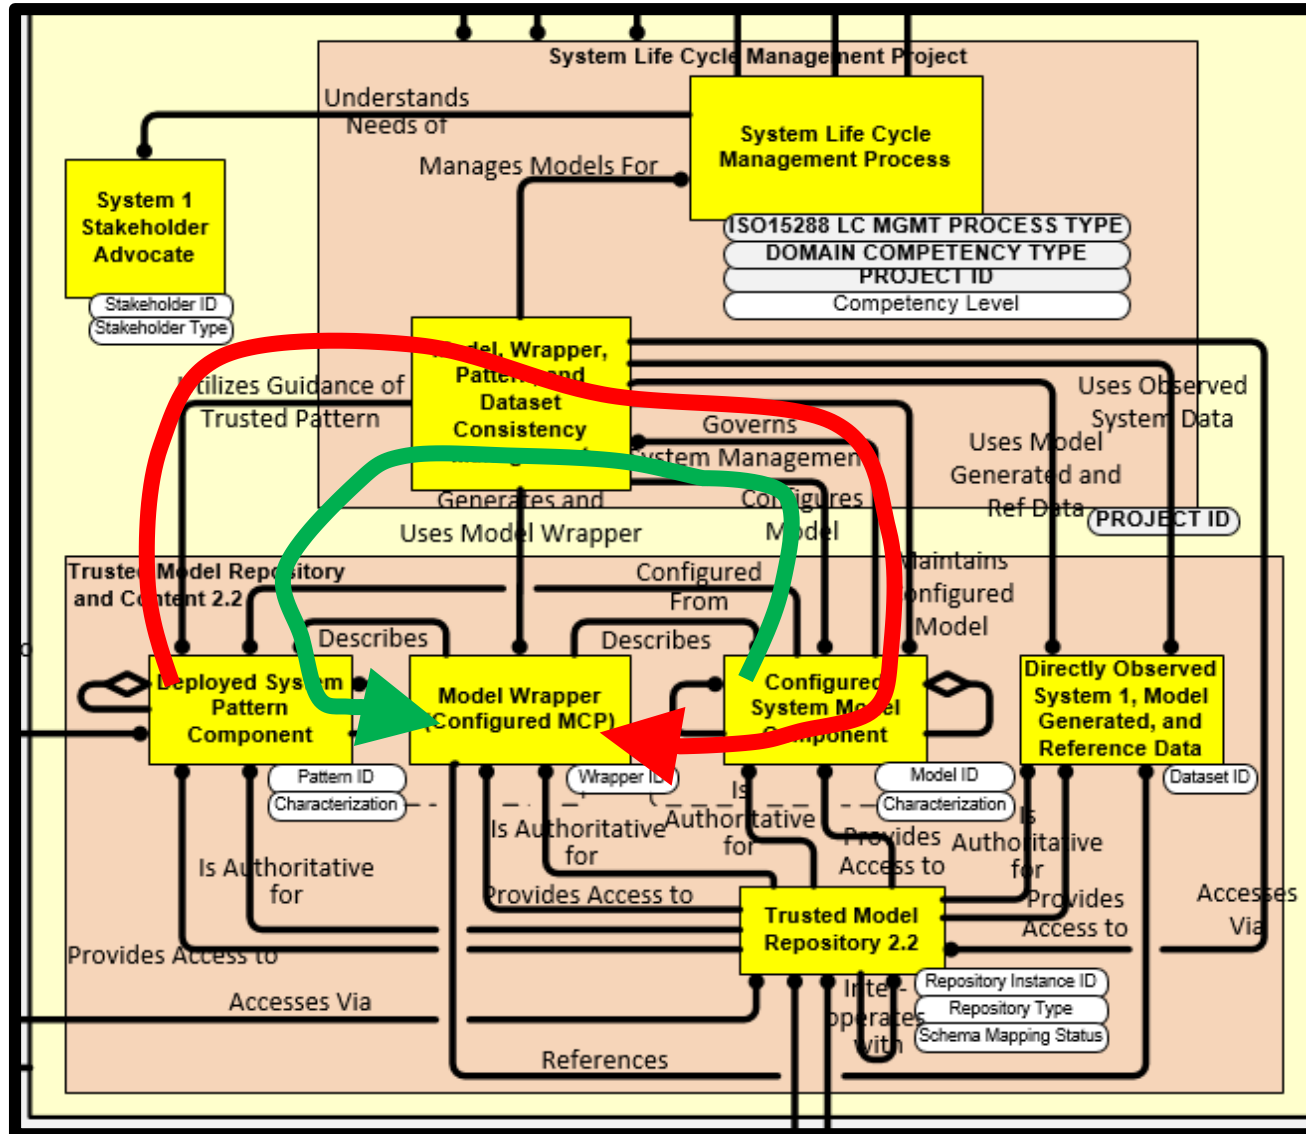 System Life Cycle Management Project
Understands
Needs of
System Life Cycle
Management Process
Manages Models For
System 1
Stakeholder
Advocate
ISO15288 LC MGMT PROCESS TYPE
DOMAIN COMPETENCY TYPE
PROJECT ID
Competency Level
Stakeholder ID
Stakeholder Type
Model, Wrapper,
Pattern, and
Dataset
Consistency
Utilizes Guidance of
Trusted Pattern
Uses Observed
System Data
Governs
System Management
Uses Model
Generated and
Ref Data
Generates and
Uses Model Wrapper
Configures
Model
PROJECT ID
Trusted Model Repository
and Content 2.2
Configured
From
Maintains
Configured
Model
Describes
Describes
Deployed System
Pattern
Component
Model Wrapper
(Configured MCP)
Configured
System Model
Component
Directly Observed
System 1, Model
Generated, and
Reference Data
Pattern ID
Characterization
Wrapper ID
Model ID
Characterization
Dataset ID
Is Authoritative
for
Is Authoritative
for
Is
Authoritative
for
Provides
Access to
Is
Authoritative
for
Provides Access to
Provides
Access to
Accesses
Via
Trusted Model
Repository 2.2
Provides Access to
Accesses Via
Inter-
operates
with
Repository Instance ID
Repository Type
Schema Mapping Status
References